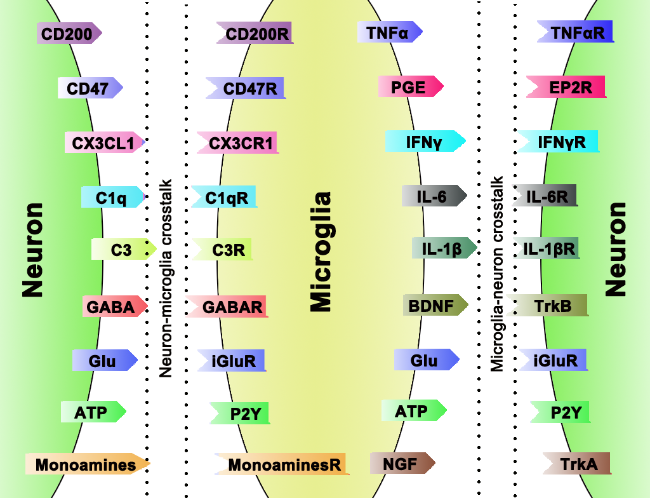 CD200 CD200R TNFα TNFαR
CD47 CD47R PGE EP2R
CX3CL1 CX3CR1 IFNγ IFNγR
C1q C1qR IL-6 IL-6R
C3 C3R IL-1β IL-1βR
GABA GABAR BDNF TrkB
Glu iGluR Glu iGluR
ATP P2Y ATP P2Y
Monoamines MonoaminesR NGF TrkA
Neuron
Neuron-microglia crosstalk
Microglia
Microglia-neuron crosstalk
Neuron